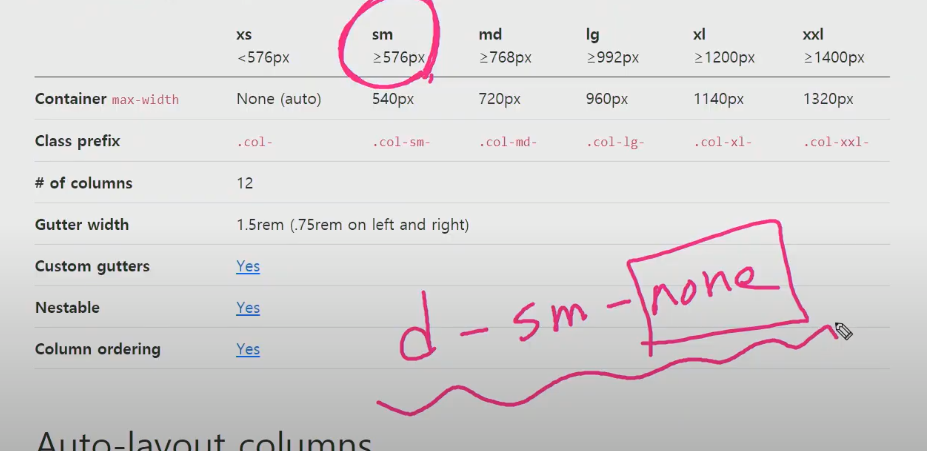 xs sm md lg xl xxl
<576px ≥576px ≥768px ≥992px ≥1200px ≥1400px
Container max-width None (auto) 540px 720px 960px 1140px 1320px
Class prefix .col- .col-sm- .col-md- .col-lg- .col-xl- .col-xxl-
# of columns 12
Gutter width 1.5rem (.75rem on left and right)
Custom gutters Yes
Nestable Yes
Column ordering Yes
d-sm-none
Auto-layout columns